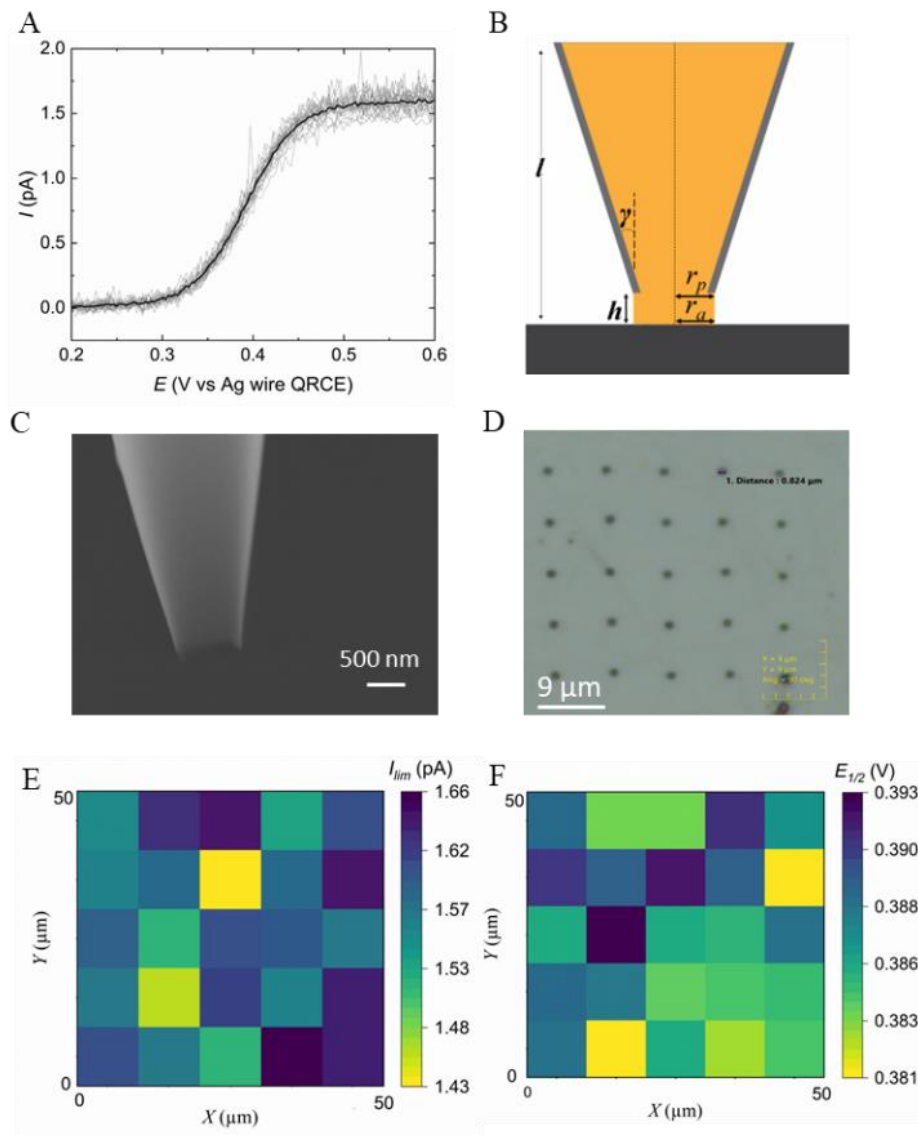 A
2.0
1.5
1.0
0.5
0.0
I (pA)
0.2 0.3 0.4 0.5 0.6
E (V vs Ag wire QRCE)
B
l
γ
r_p
h
r_a
C
500 nm
D
1. Distance : 0.824 μm
9 μm
E
I_lim (pA)
50
Y (μm)
0
0
50
X (μm)
1.66
1.62
1.57
1.53
1.48
1.43
F
E_1/2 (V)
50
Y (μm)
0
0
50
X (μm)
0.393
0.390
0.388
0.386
0.383
0.381